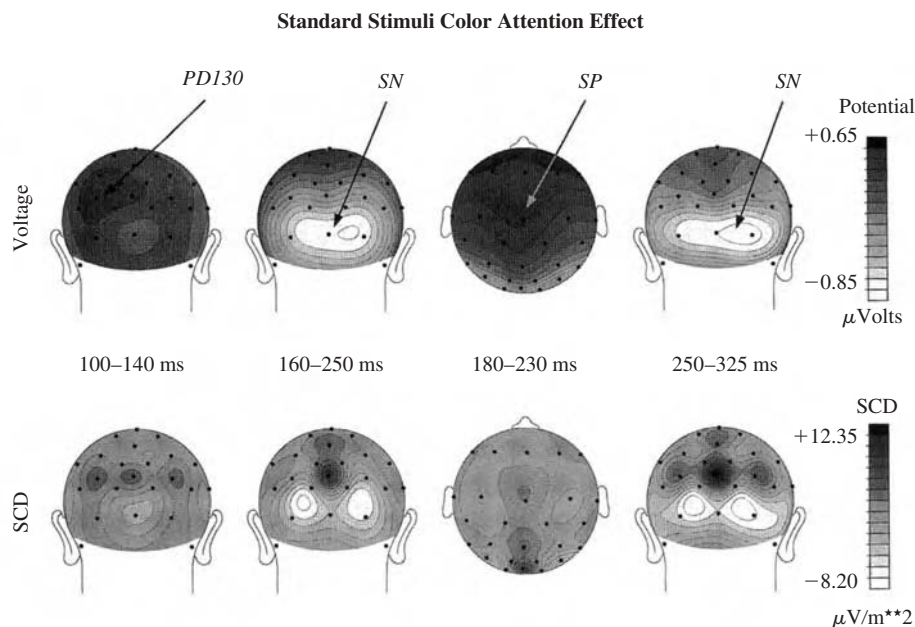 Standard Stimuli Color Attention Effect
PD130
SN
SP
SN
Potential
+0.65
Voltage
−0.85
μVolts
100–140 ms
160–250 ms
180–230 ms
250–325 ms
SCD
+12.35
SCD
−8.20
μV/m**2